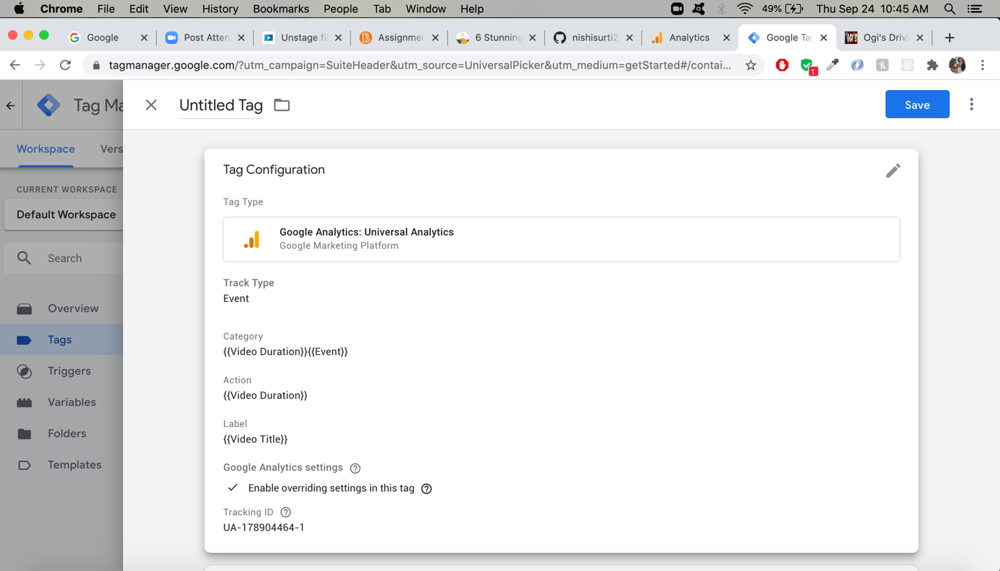 Chrome File Edit View History Bookmarks People Tab Window Help 49% Thu Sep 24 10:45 AM
Google Post Atten Unstage fi Assignmer 6 Stunning nishisurti2 Analytics Google Tag Ogi's Drivi
tagmanager.google.com/?utm_campaign=SuiteHeader&utm_source=UniversalPicker&utm_medium=getStarted#/contai... 1
Tag Ma
Untitled Tag
Save
Workspace Vers
CURRENT WORKSPACE
Default Workspace
Search
Overview
Tags
Triggers
Variables
Folders
Templates
Tag Configuration
Tag Type
Google Analytics: Universal Analytics
Google Marketing Platform
Track Type
Event
Category
{{Video Duration}}{{Event}}
Action
{{Video Duration}}
Label
{{Video Title}}
Google Analytics settings
Enable overriding settings in this tag
Tracking ID
UA-178904464-1